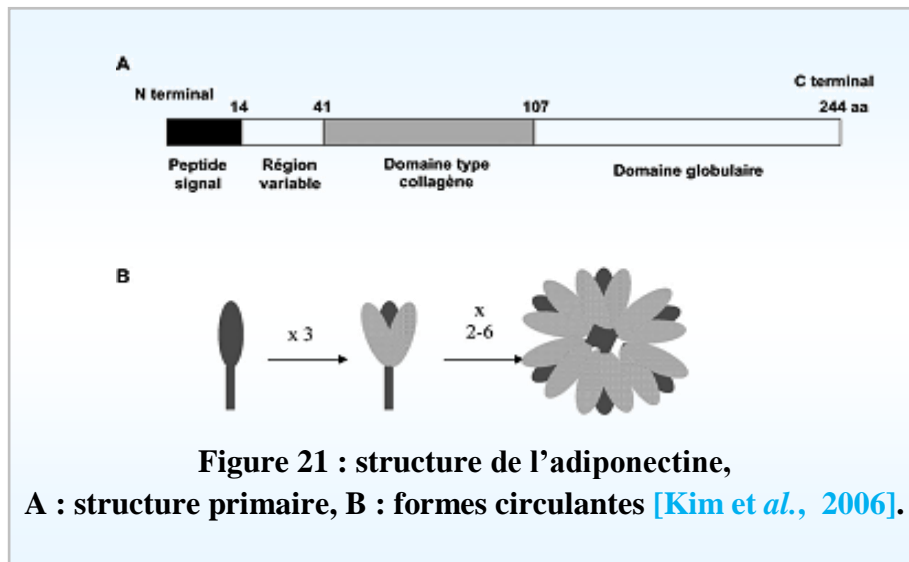 A
N terminal
C terminal
14 41 107 244 aa
Peptide signal
Région variable
Domaine type collagène
Domaine globulaire
B
x 3
x
2-6
Figure 21 : structure de l’adiponectine,
A : structure primaire, B : formes circulantes [Kim et al., 2006].